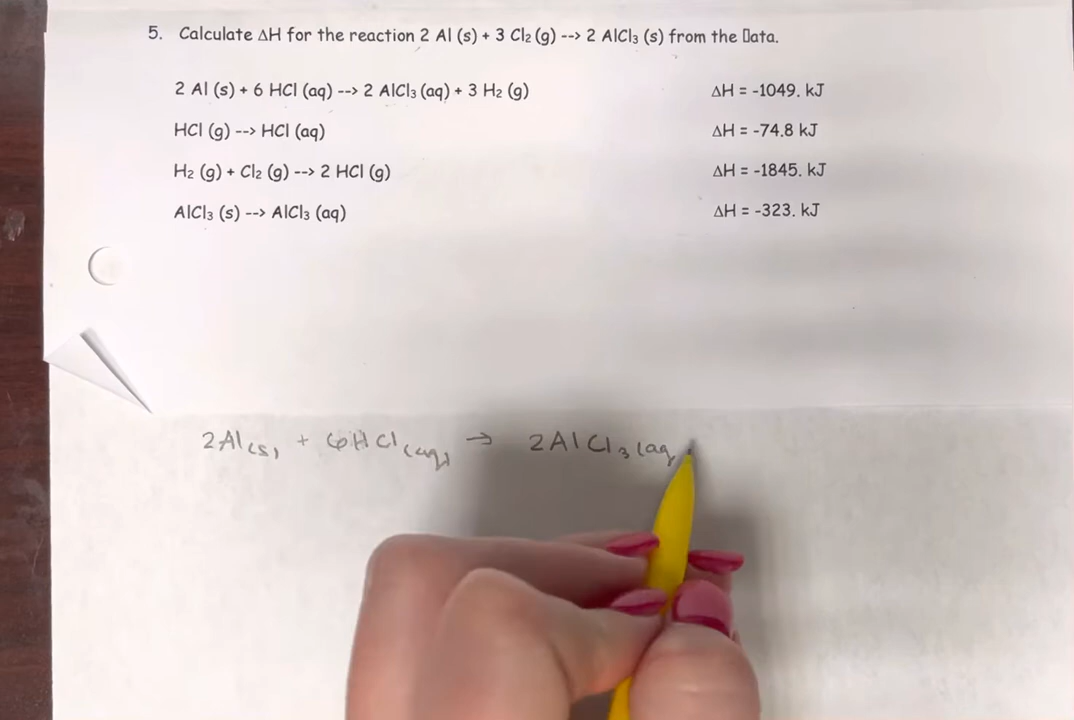 5. Calculate ΔH for the reaction 2 Al (s) + 3 Cl₂ (g) --> 2 AlCl₃ (s) from the Data.
2 Al (s) + 6 HCl (aq) --> 2 AlCl₃ (aq) + 3 H₂ (g) ΔH = -1049. kJ
HCl (g) --> HCl (aq) ΔH = -74.8 kJ
H₂ (g) + Cl₂ (g) --> 2 HCl (g) ΔH = -1845. kJ
AlCl₃ (s) --> AlCl₃ (aq) ΔH = -323. kJ
2Al(s) + 6HCl(aq) → 2AlCl₃(aq